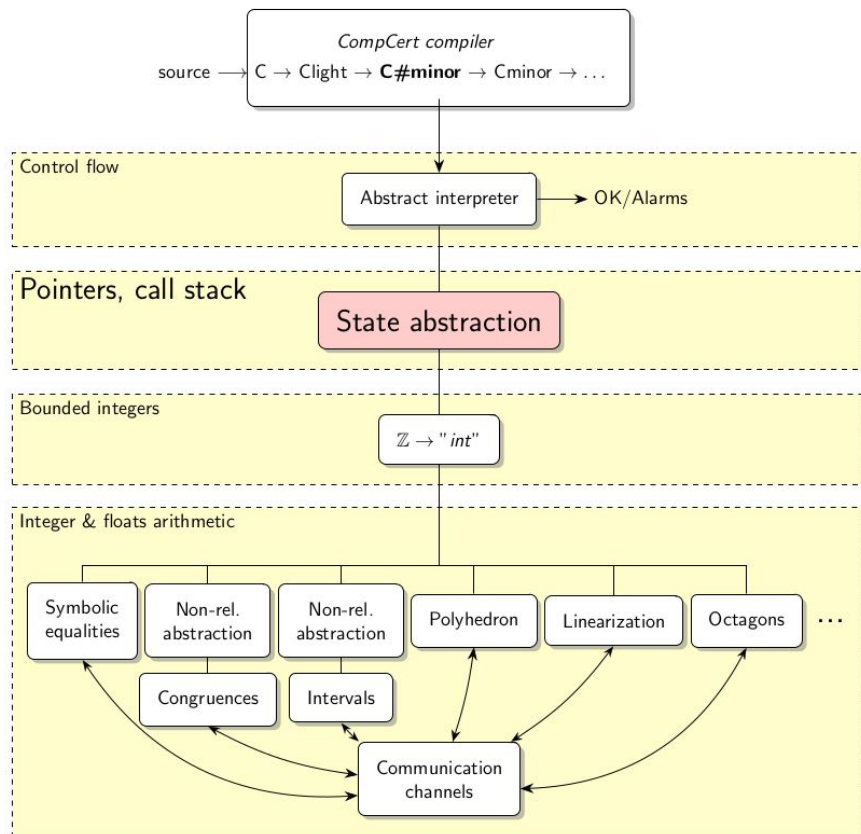 CompCert compiler
source → C → Clight → C#minor → Cminor → ...
Control flow
Abstract interpreter
OK/Alarms
Pointers, call stack
State abstraction
Bounded integers
ℤ → "int"
Integer & floats arithmetic
Symbolic
equalities
Non-rel.
abstraction
Non-rel.
abstraction
Polyhedron
Linearization
Octagons
...
Congruences
Intervals
Communication
channels